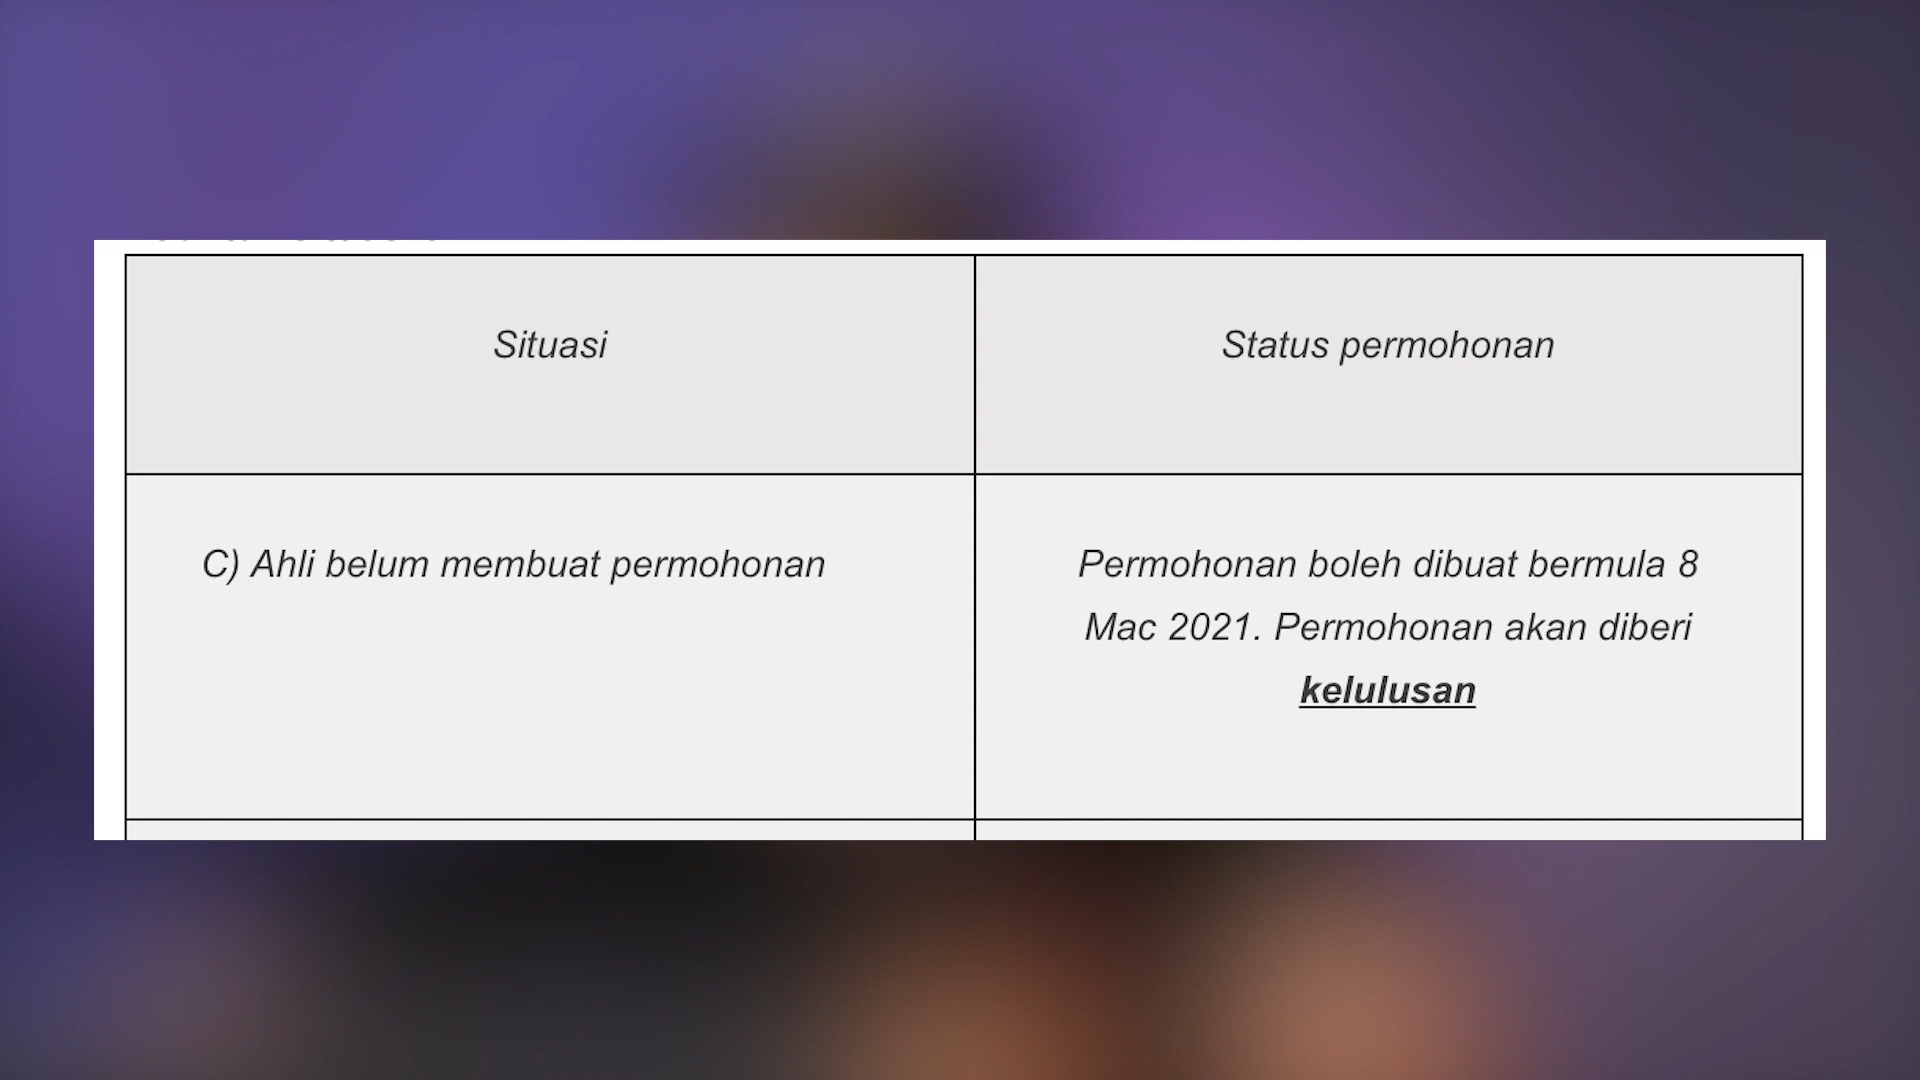 Situasi
Status permohonan
C) Ahli belum membuat permohonan
Permohonan boleh dibuat bermula 8
Mac 2021. Permohonan akan diberi
kelulusan